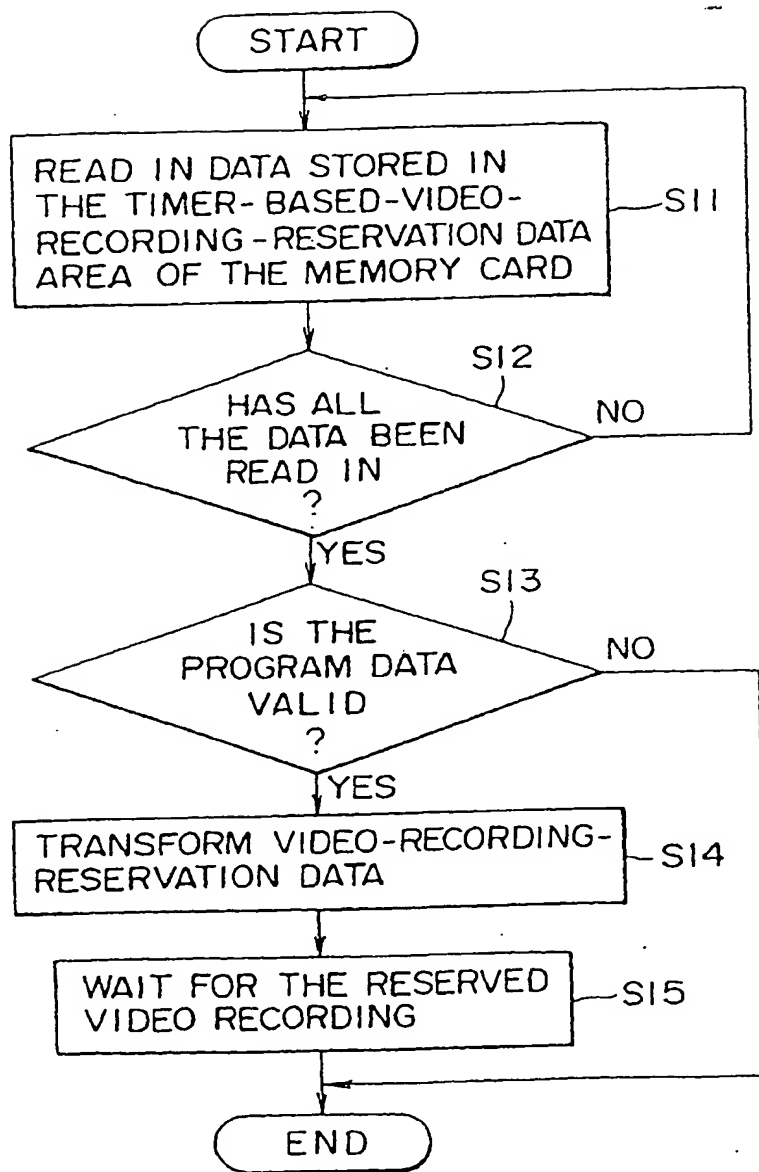 START
READ IN DATA STORED IN
THE TIMER-BASED-VIDEO-
RECORDING-RESERVATION DATA
AREA OF THE MEMORY CARD
S11
S12
HAS ALL
THE DATA BEEN
READ IN
?
NO
YES
S13
IS THE
PROGRAM DATA
VALID
?
NO
YES
TRANSFORM VIDEO-RECORDING-
RESERVATION DATA
S14
WAIT FOR THE RESERVED
VIDEO RECORDING
S15
END